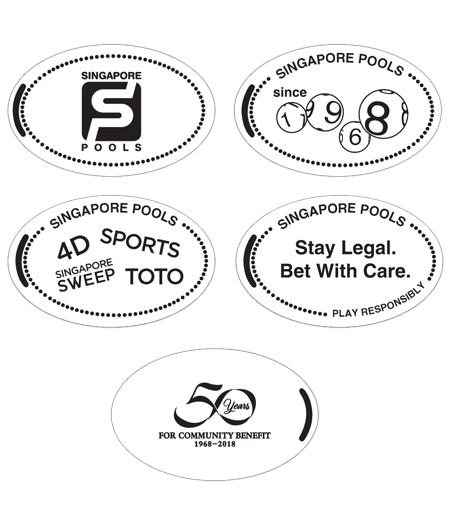 SINGAPORE
S
POOLS
SINGAPORE POOLS
since
1968
SINGAPORE POOLS
4D SPORTS
SINGAPORE
SWEEP TOTO
SINGAPORE POOLS
Stay Legal.
Bet With Care.
PLAY RESPONSIBLY
50 Years
FOR COMMUNITY BENEFIT
1968–2018